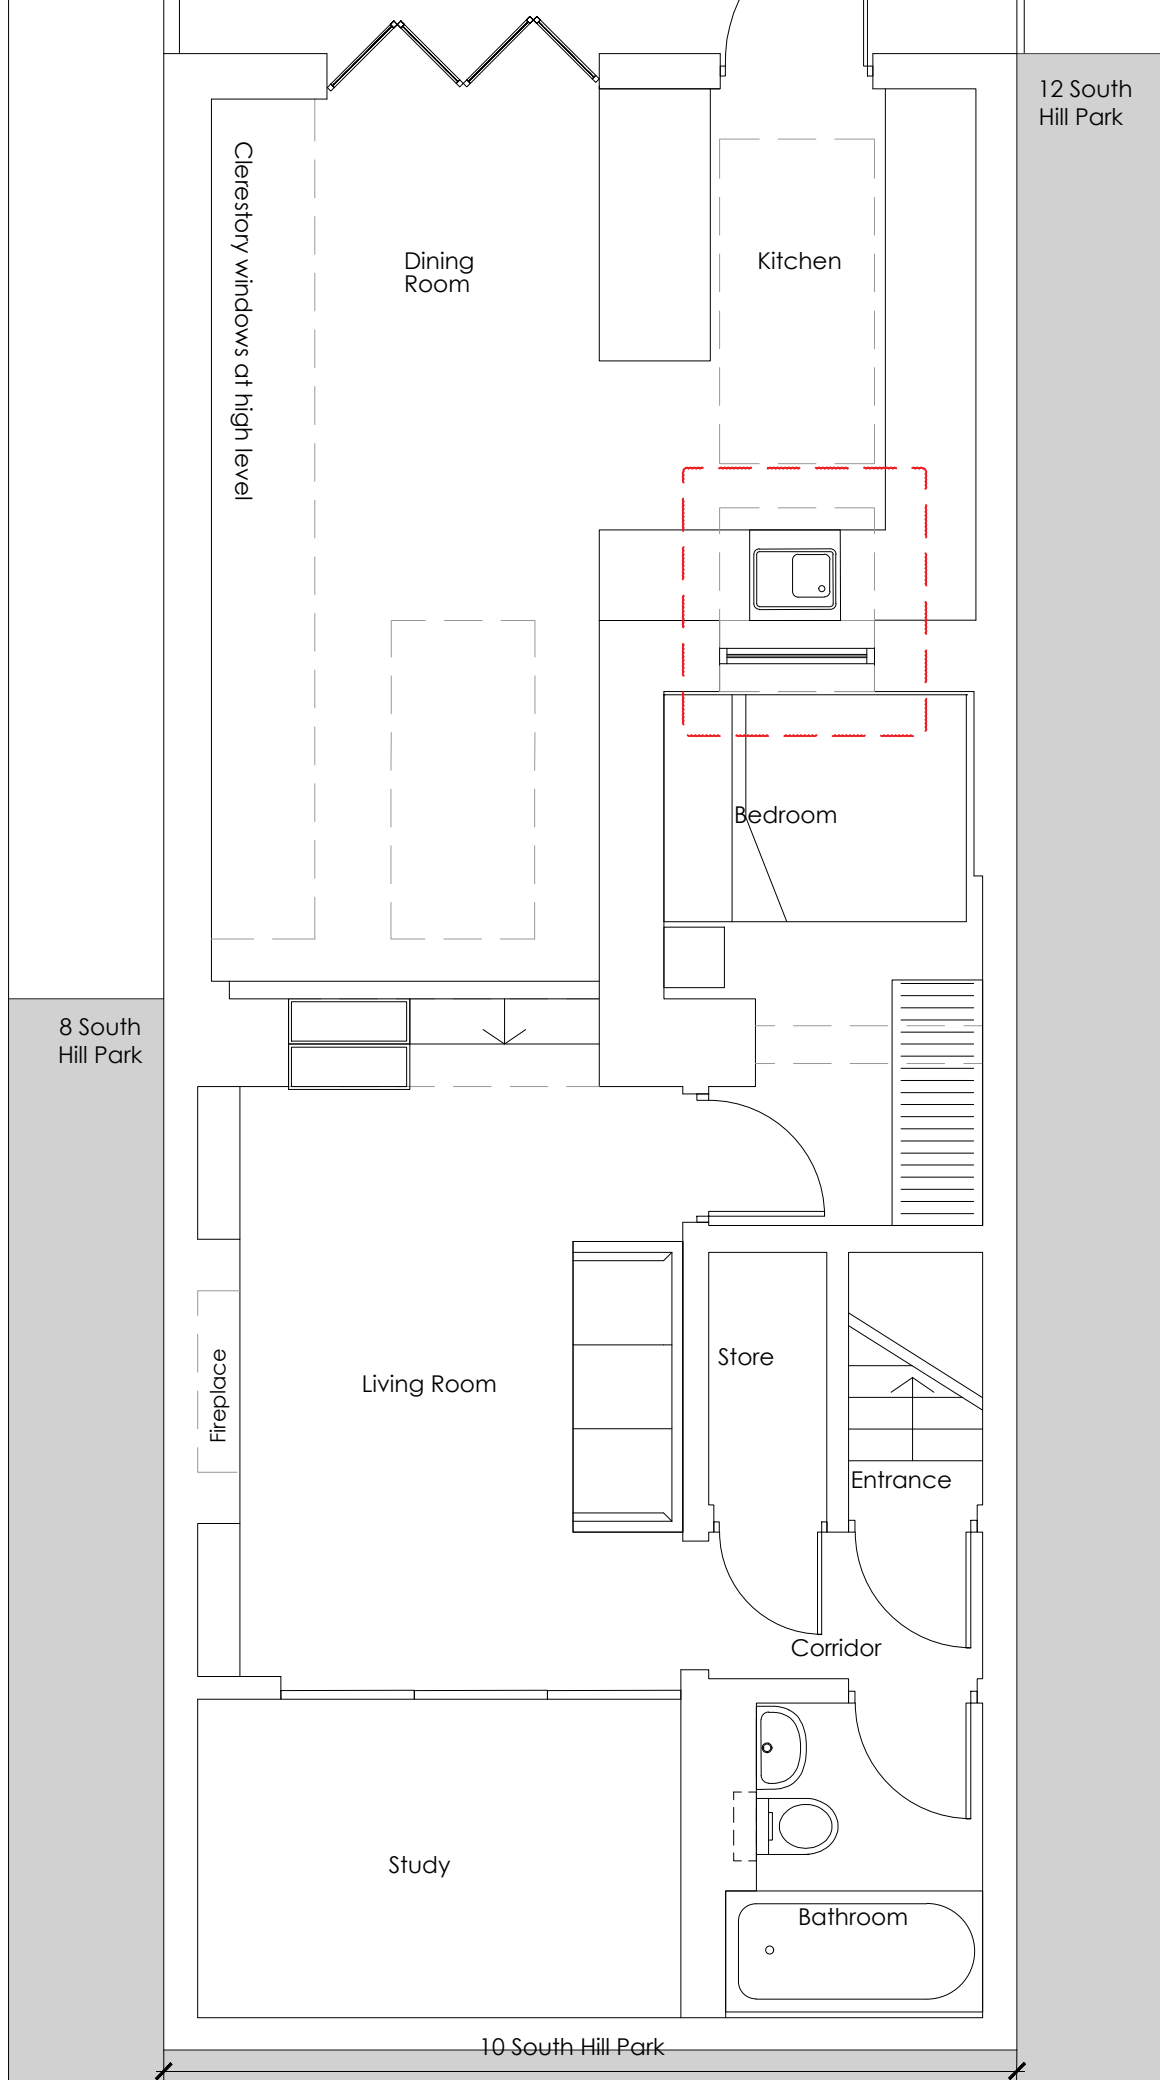 12 South
Hill Park
Clerestory windows at high level
Dining
Room
Kitchen
Bedroom
8 South
Hill Park
Fireplace
Living Room
Store
Entrance
Corridor
Study
Bathroom
10 South Hill Park